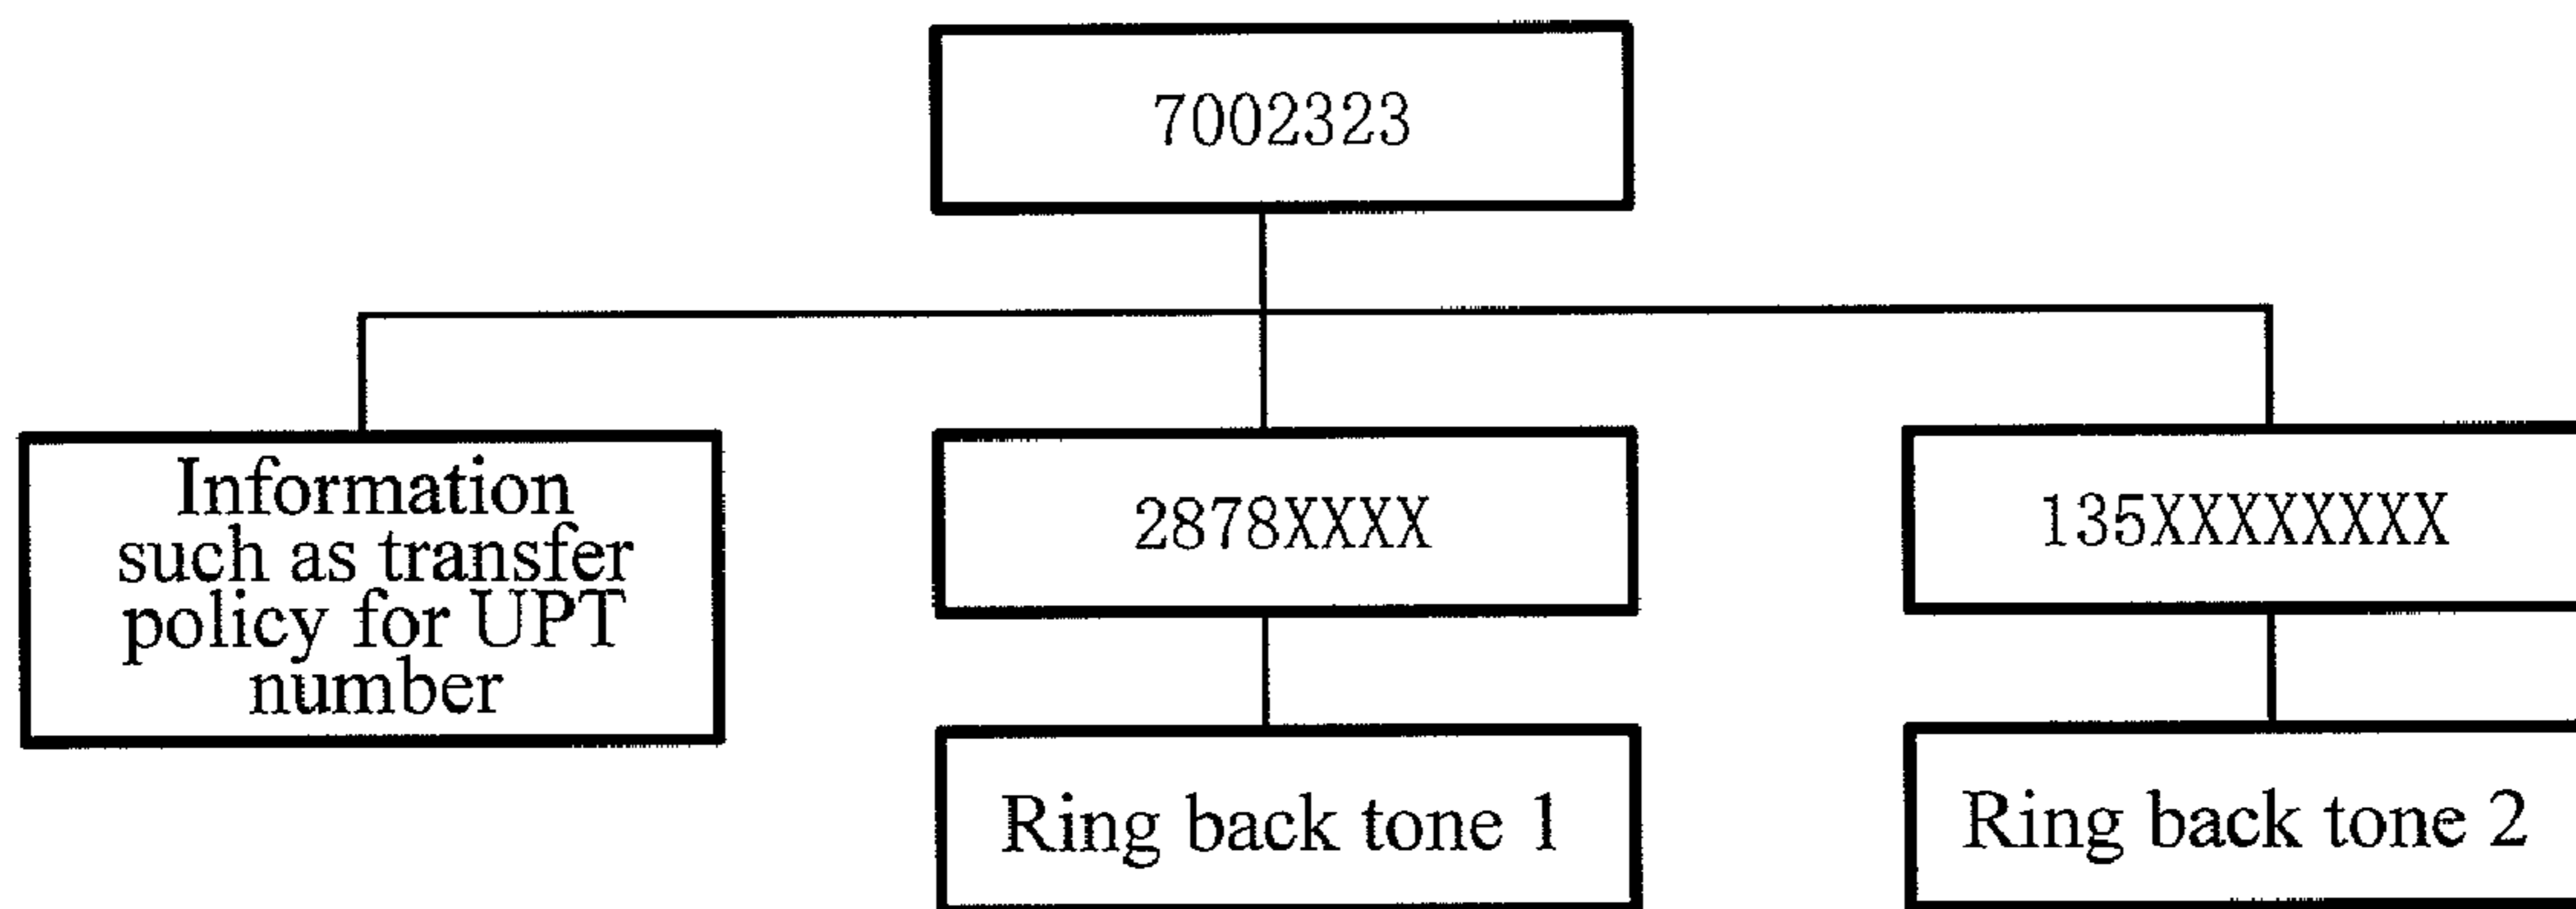 7002323
Information
such as transfer
policy for UPT
number
2878XXXX
135XXXXXXXX
Ring back tone 1
Ring back tone 2